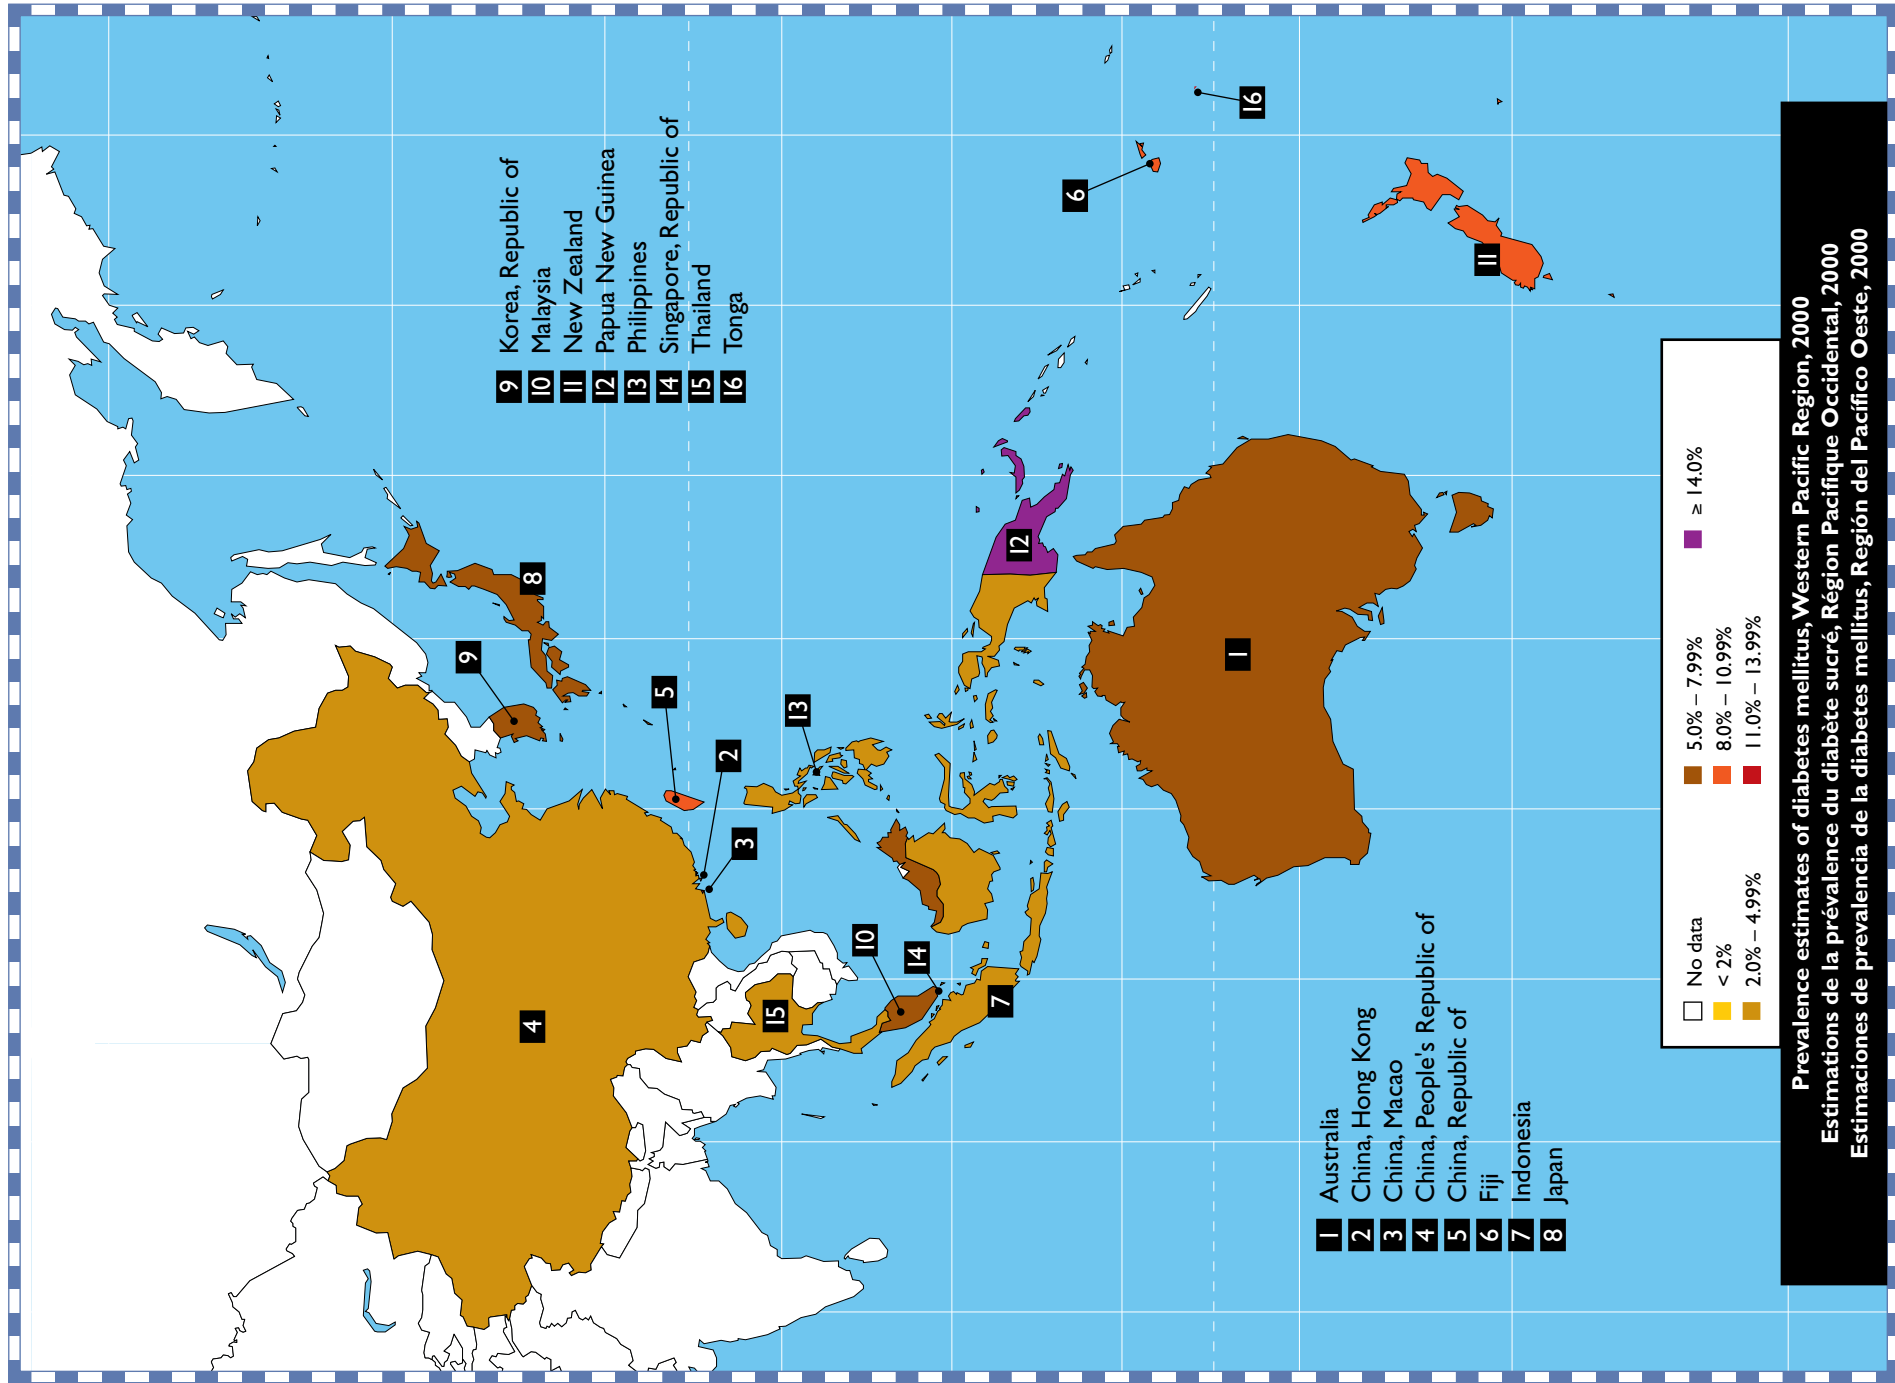 9 Korea, Republic of
10 Malaysia
11 New Zealand
12 Papua New Guinea
13 Philippines
14 Singapore, Republic of
15 Thailand
16 Tonga
9
8
5
2
3
13
4
15
10
14
7
12
1
6
16
11
1 Australia
2 China, Hong Kong
3 China, Macao
4 China, People's Republic of
5 China, Republic of
6 Fiji
7 Indonesia
8 Japan
No data
< 2%
2.0% – 4.99%
5.0% – 7.99%
8.0% – 10.99%
11.0% – 13.99%
≥ 14.0%
Prevalence estimates of diabetes mellitus, Western Pacific Region, 2000
Estimations de la prévalence du diabète sucré, Région Pacifique Occidental, 2000
Estimaciones de prevalencia de la diabetes mellitus, Región del Pacífico Oeste, 2000